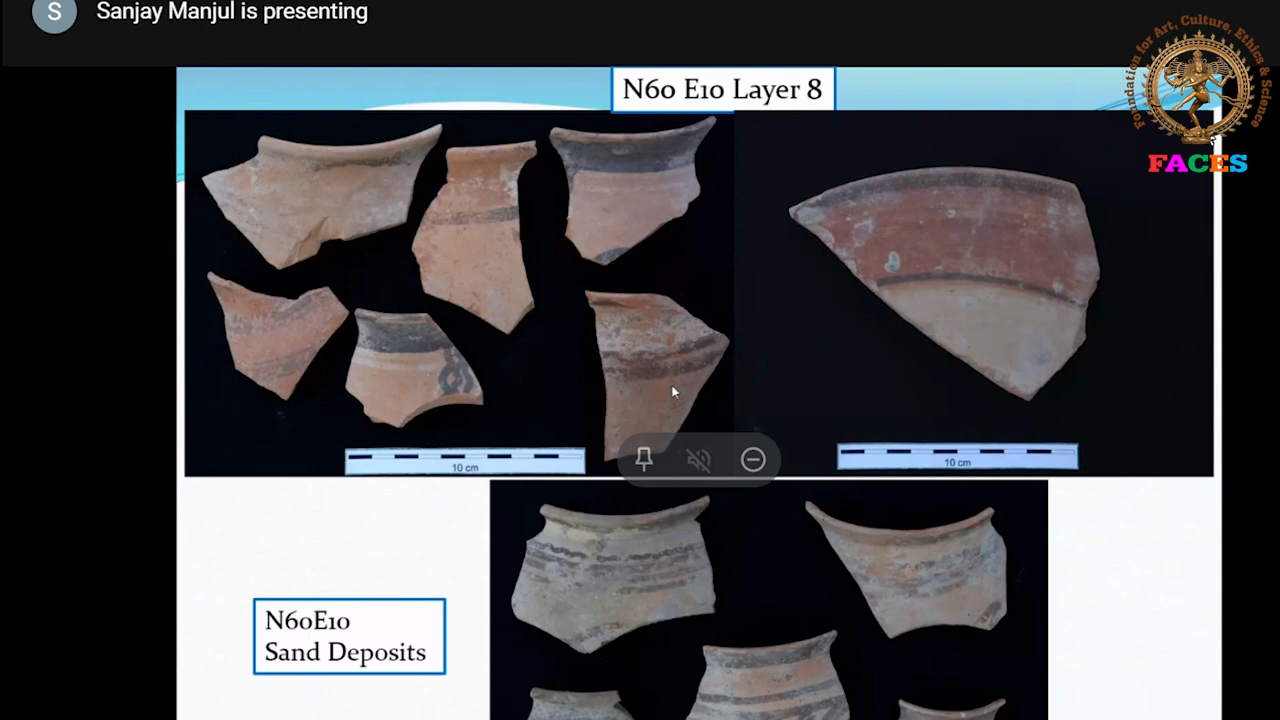 S
Sanjay Manjul is presenting
Foundation for Art, Culture, Ethics & Science
FACES
N60 E10 Layer 8
10 cm
10 cm
N60E10
Sand Deposits